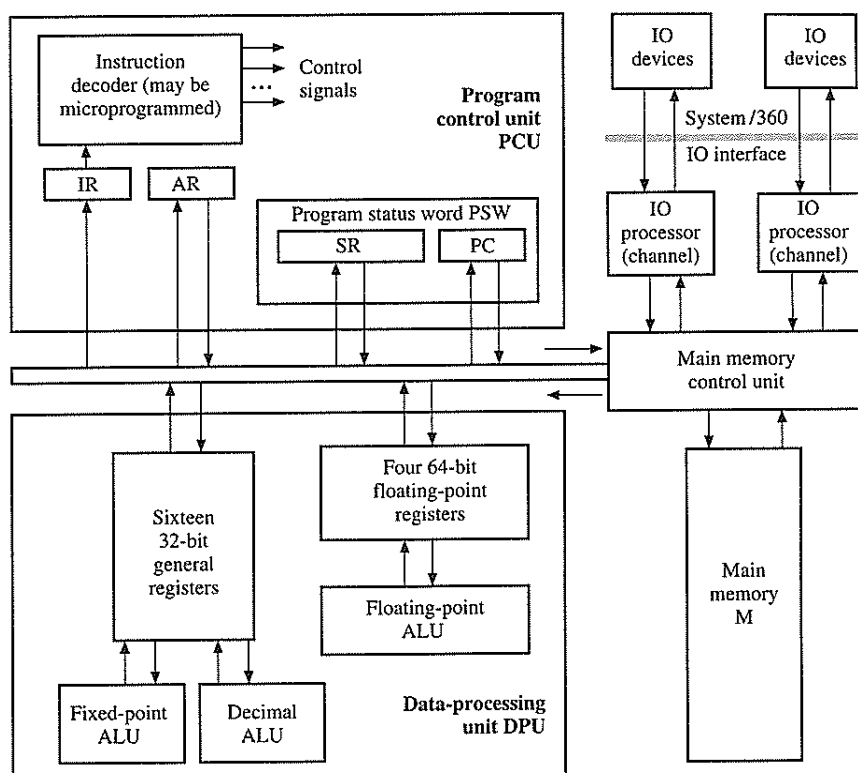 Instruction
decoder (may be
microprogrammed)
...
Control
signals
Program
control unit
PCU
IR
AR
Program status word PSW
SR
PC
IO
devices
IO
devices
System/360
IO interface
IO
processor
(channel)
IO
processor
(channel)
Main memory
control unit
Sixteen
32-bit
general
registers
Four 64-bit
floating-point
registers
Floating-point
ALU
Fixed-point
ALU
Decimal
ALU
Data-processing
unit DPU
Main
memory
M